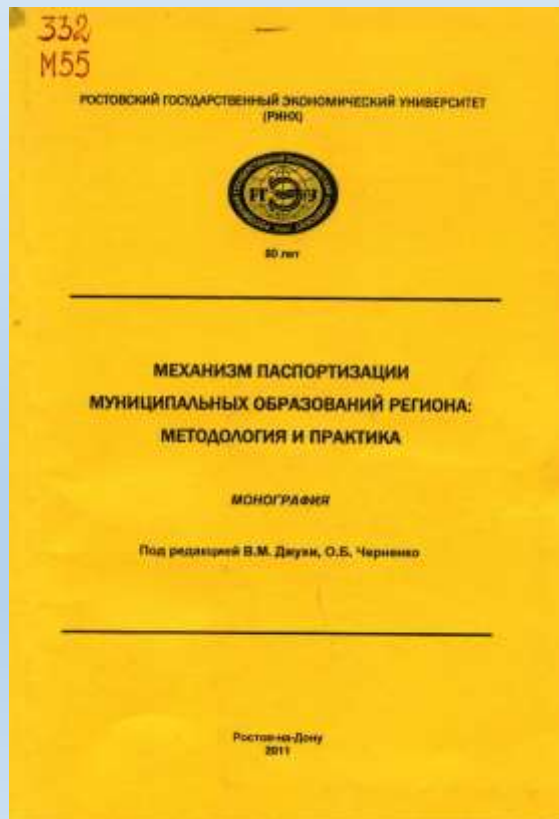 332
М55
РОСТОВСКИЙ ГОСУДАРСТВЕННЫЙ ЭКОНОМИЧЕСКИЙ УНИВЕРСИТЕТ
(РИНХ)
РГЭУ
80 лет
МЕХАНИЗМ ПАСПОРТИЗАЦИИ
МУНИЦИПАЛЬНЫХ ОБРАЗОВАНИЙ РЕГИОНА:
МЕТОДОЛОГИЯ И ПРАКТИКА
МОНОГРАФИЯ
Под редакцией В.М. Джухи, О.Б. Черненко
Ростов-на-Дону
2011